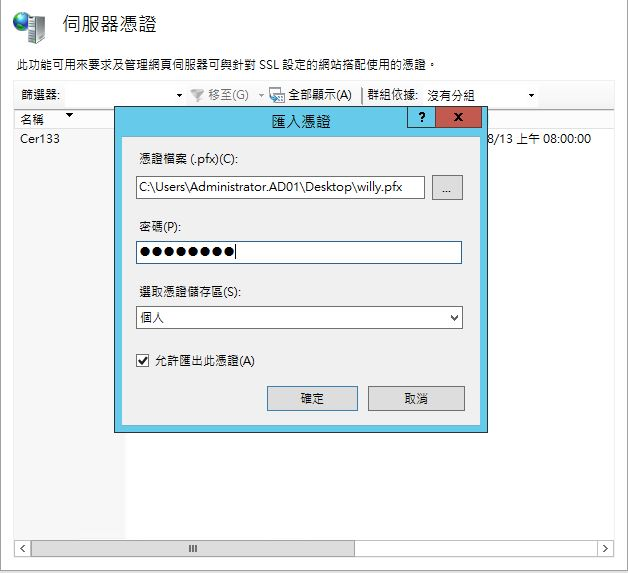 伺服器憑證
此功能可用來要求及管理網頁伺服器可與針對 SSL 設定的網站搭配使用的憑證。
篩選器: 移至(G) 全部顯示(A) 群組依據: 沒有分組
名稱
Cer133 8/13 上午 08:00:00
匯入憑證 ? x
憑證檔案 (.pfx)(C):
C:\Users\Administrator.AD01\Desktop\willy.pfx ...
密碼(P):
●●●●●●●●
選取憑證儲存區(S):
個人
允許匯出此憑證(A)
確定 取消